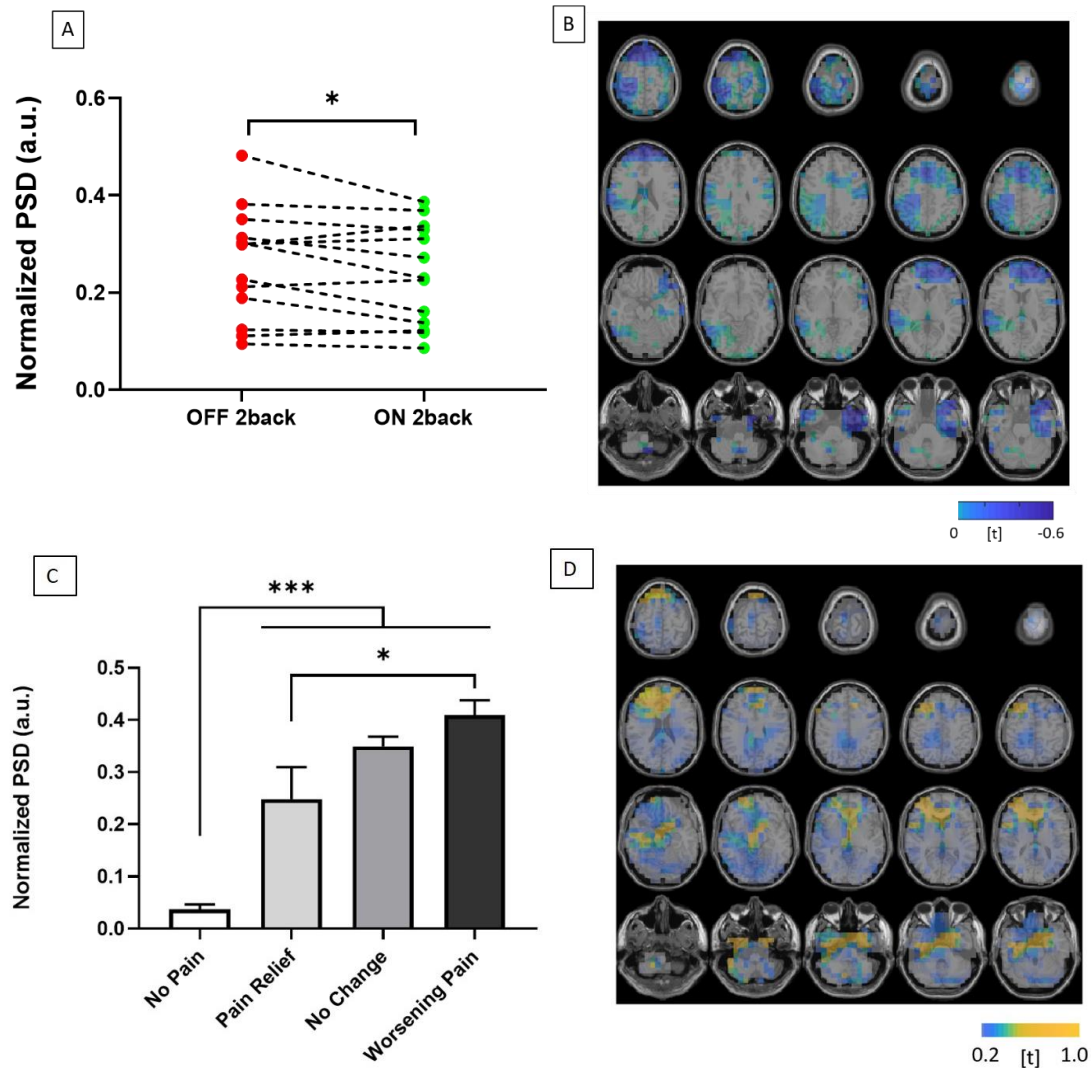 A
Normalized PSD (a.u.)
0.6
0.4
0.2
0.0
*
OFF 2back
ON 2back
B
0
[t]
-0.6
C
Normalized PSD (a.u.)
0.5
0.4
0.3
0.2
0.1
0.0
***
*
No Pain
Pain Relief
No Change
Worsening Pain
D
0.2
[t]
1.0